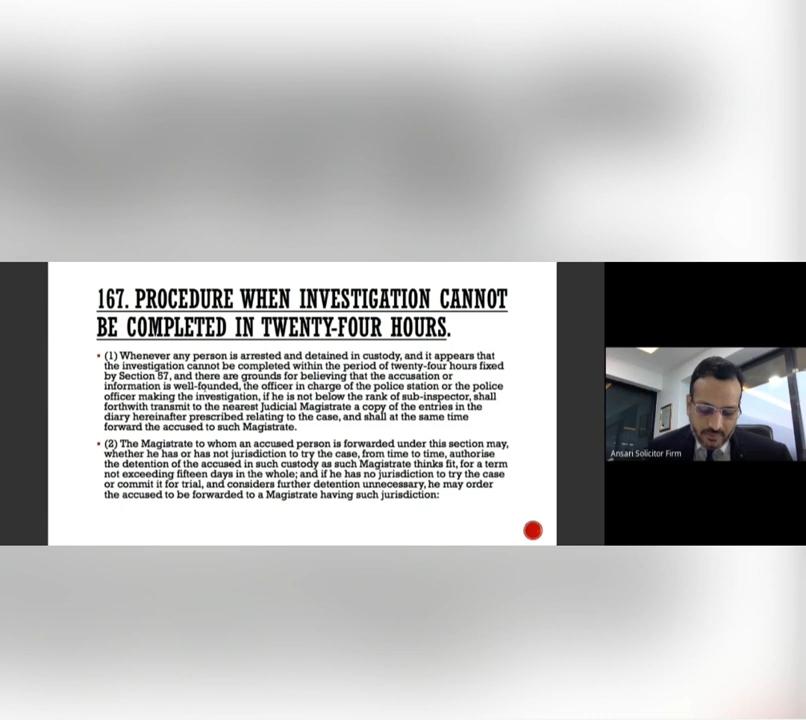 167. PROCEDURE WHEN INVESTIGATION CANNOT
BE COMPLETED IN TWENTY-FOUR HOURS.
• (1) Whenever any person is arrested and detained in custody, and it appears that
the investigation cannot be completed within the period of twenty-four hours fixed
by Section 57, and there are grounds for believing that the accusation or
information is well-founded, the officer in charge of the police station or the police
officer making the investigation, if he is not below the rank of sub-inspector, shall
forthwith transmit to the nearest Judicial Magistrate a copy of the entries in the
diary hereinafter prescribed relating to the case, and shall at the same time
forward the accused to such Magistrate.
• (2) The Magistrate to whom an accused person is forwarded under this section may,
whether he has or has not jurisdiction to try the case, from time to time, authorise
the detention of the accused in such custody as such Magistrate thinks fit, for a term
not exceeding fifteen days in the whole; and if he has no jurisdiction to try the case
or commit it for trial, and considers further detention unnecessary, he may order
the accused to be forwarded to a Magistrate having such jurisdiction:
Ansari Solicitor Firm